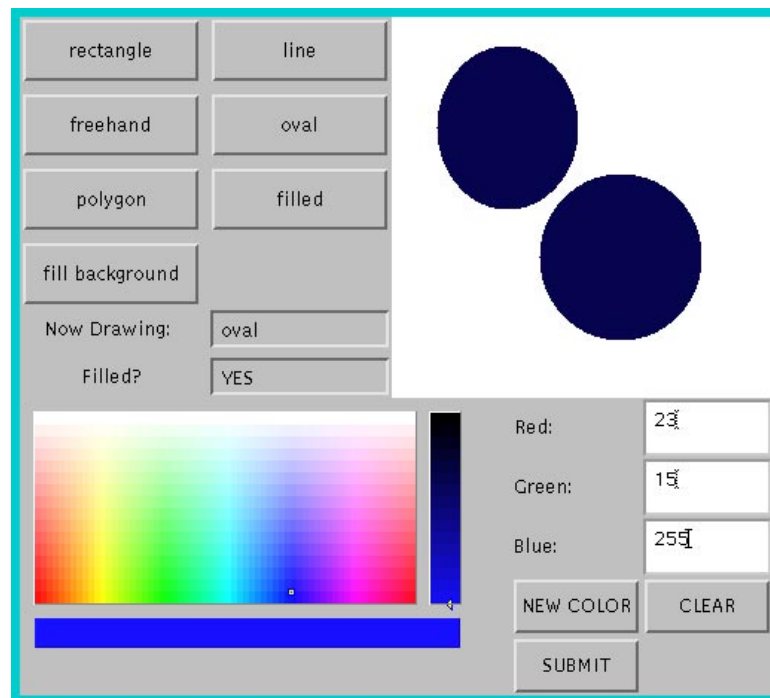 rectangle
line
freehand
oval
polygon
filled
fill background
Now Drawing:
oval
Filled?
YES
Red:
23
Green:
15
Blue:
255
NEW COLOR
CLEAR
SUBMIT